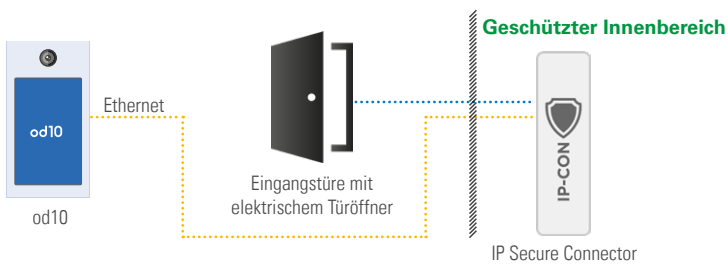 Geschützter Innenbereich
Ethernet
od10
IP-CON
Eingangstüre mit
elektrischem Türöffner
od10
IP Secure Connector